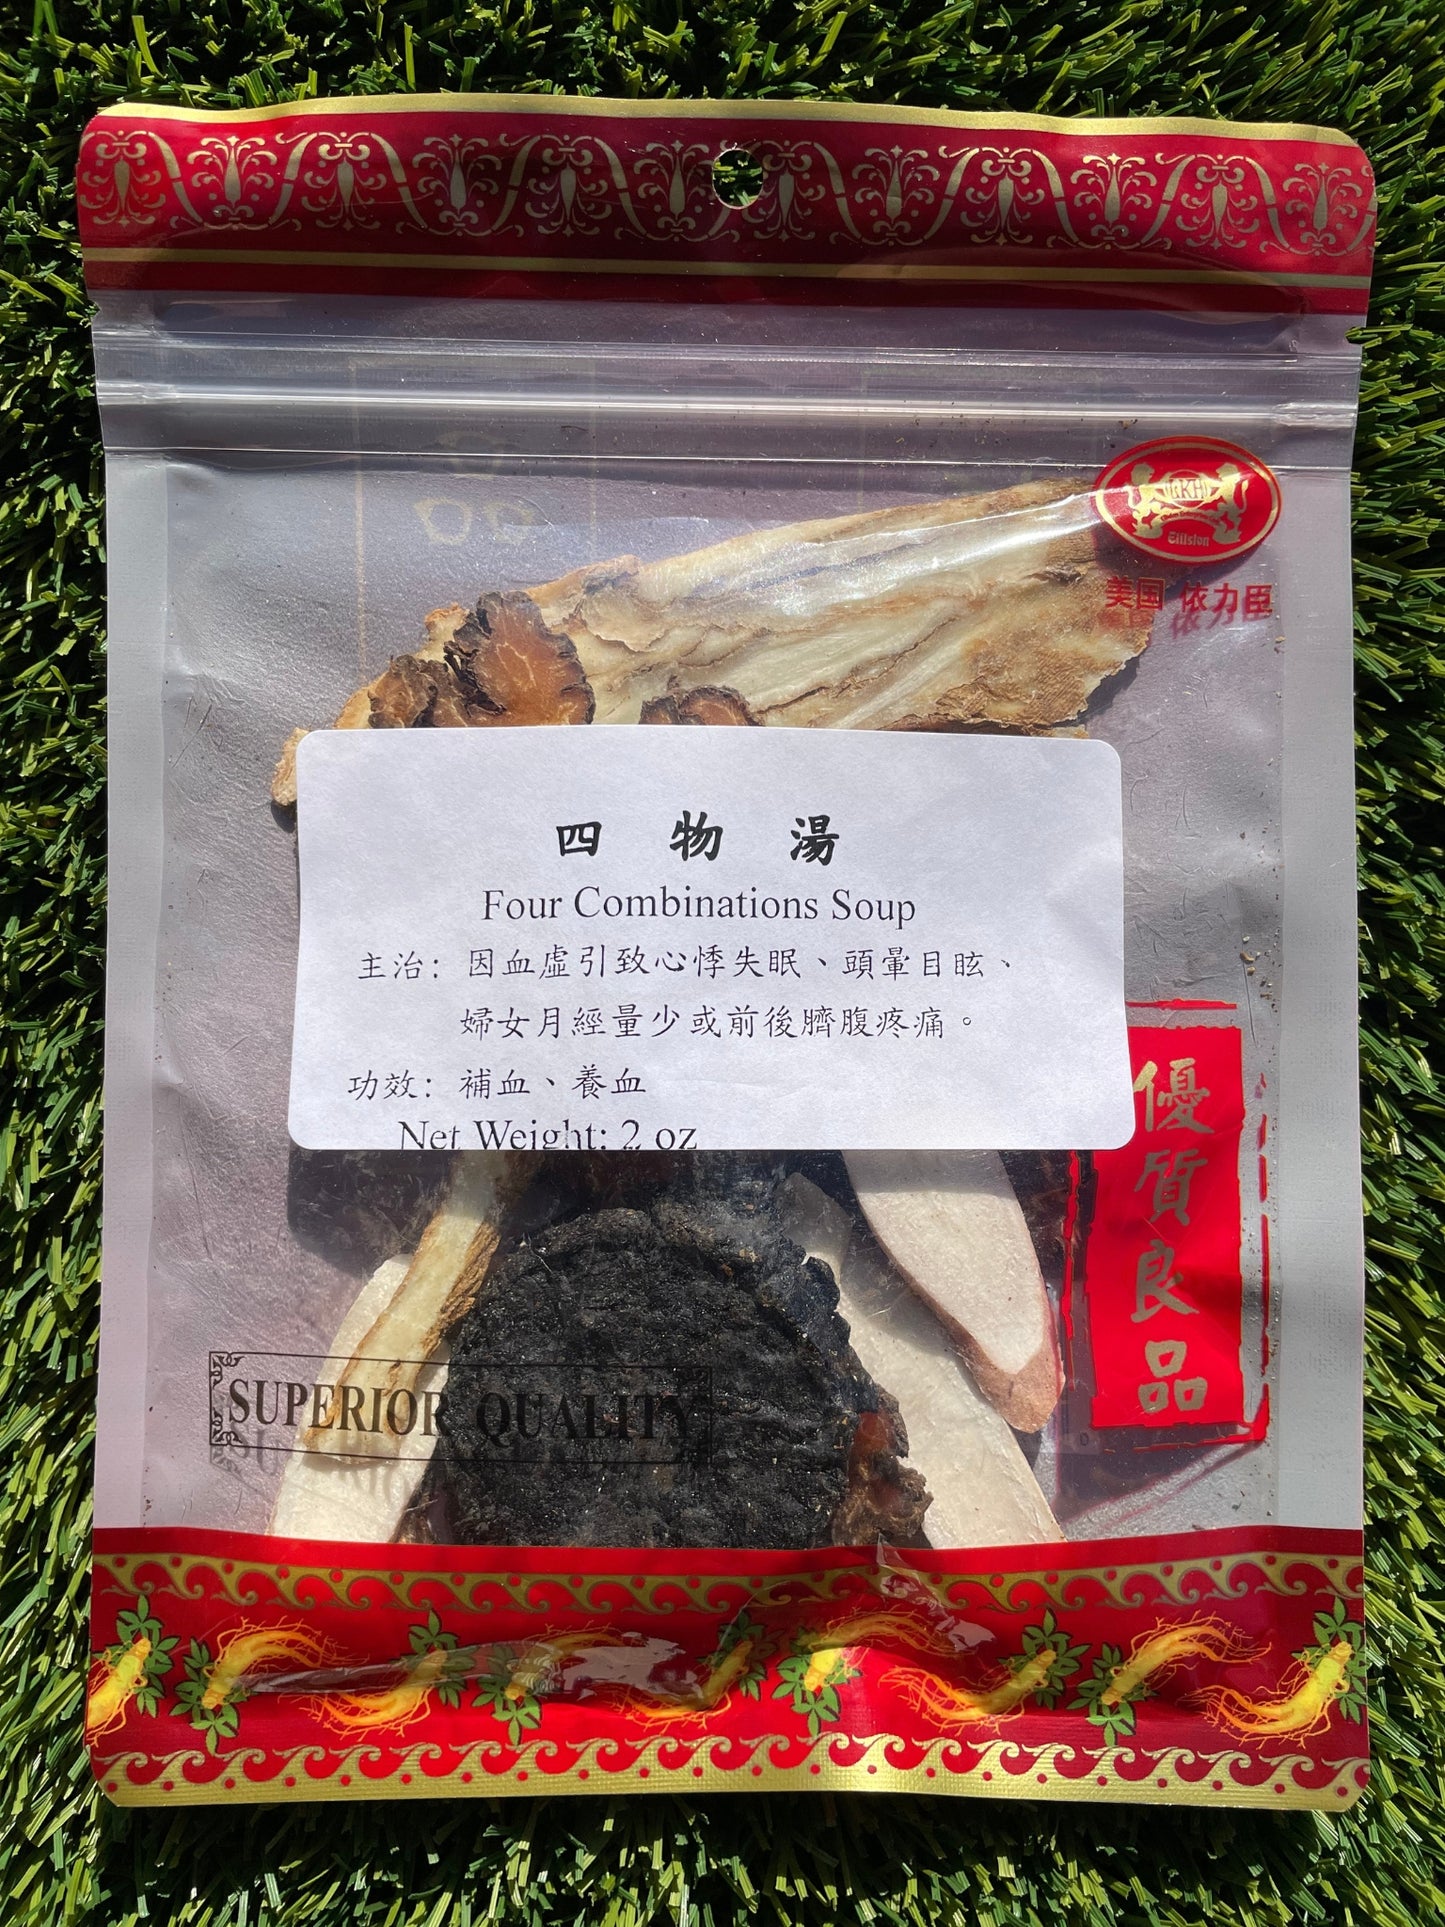 GKH
Ellision
美国 依力臣
四物湯
Four Combinations Soup
主治：因血虛引致心悸失眠、頭暈目眩、
婦女月經量少或前後臍腹疼痛。
功效：補血、養血
Net Weight: 2 oz
優質良品
SUPERIOR QUALITY